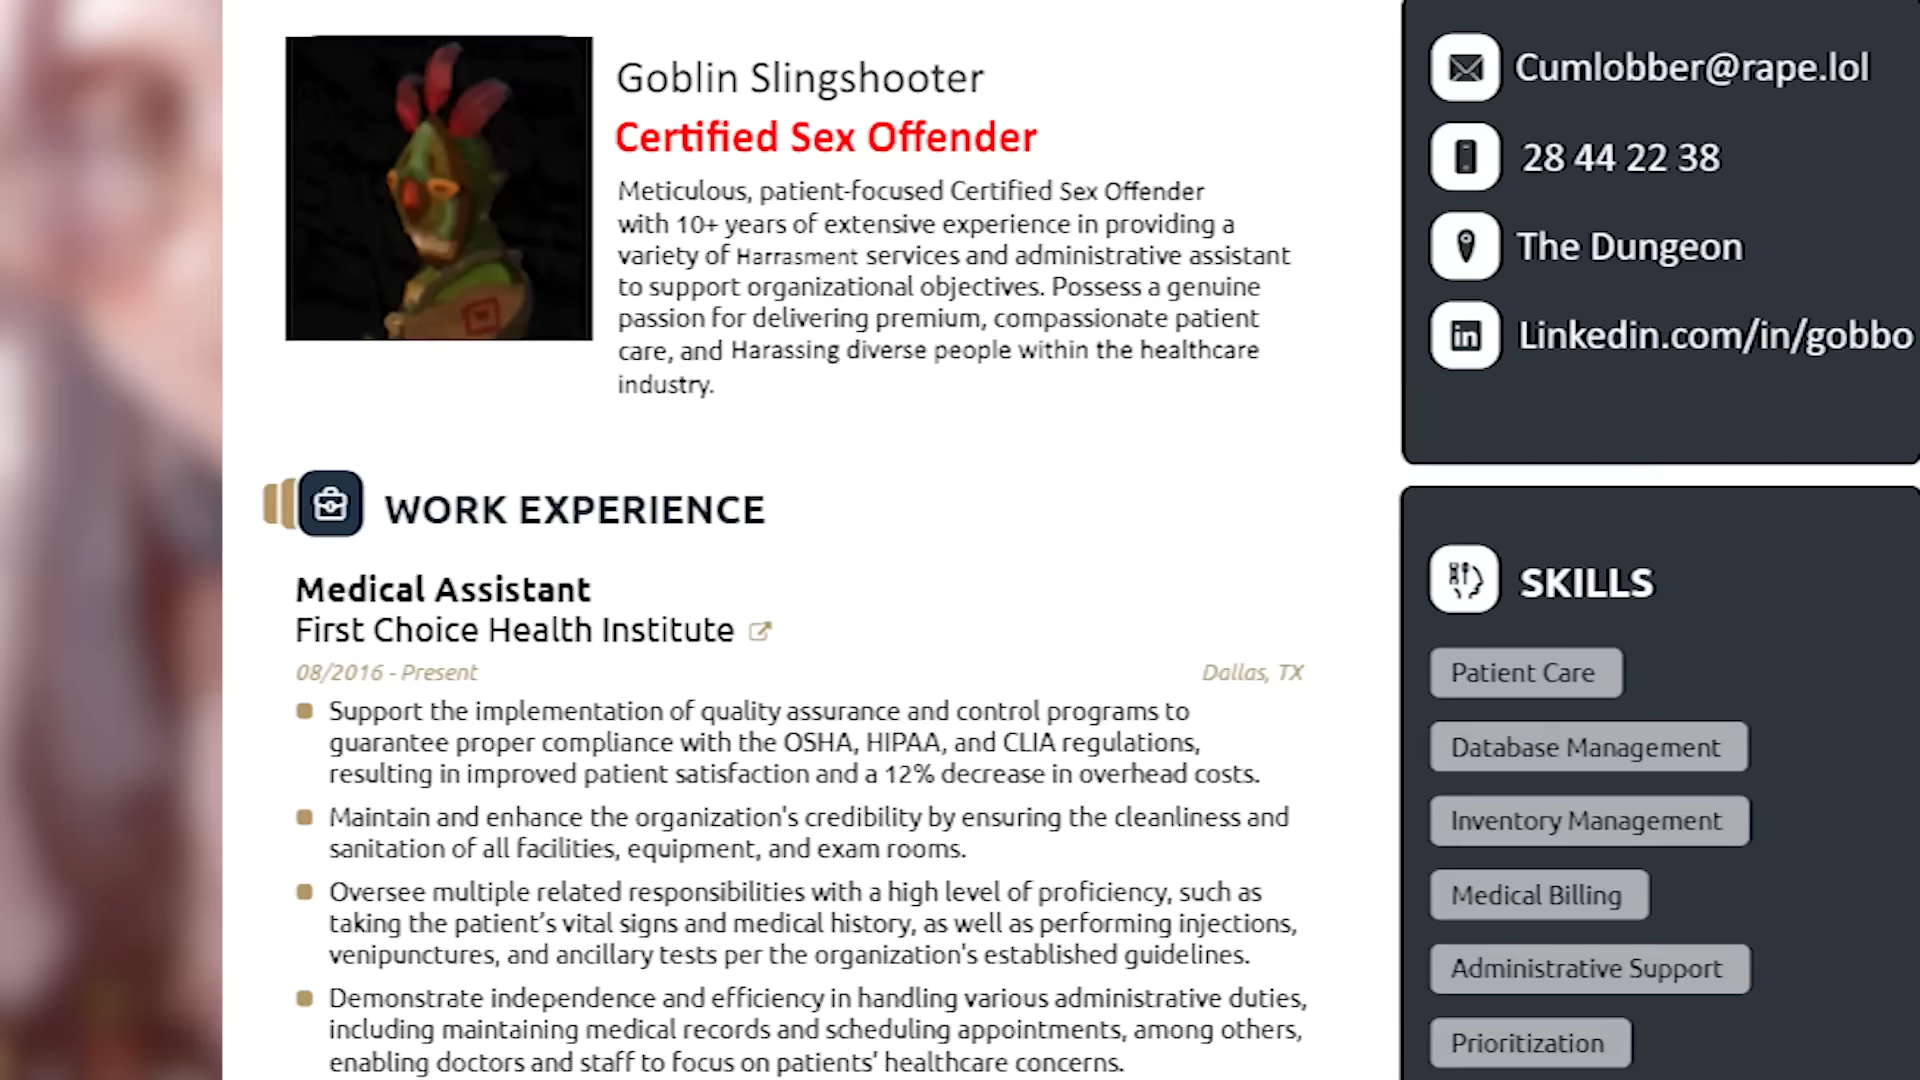 Goblin Slingshooter
Certified Sex Offender
Meticulous, patient-focused Certified Sex Offender
with 10+ years of extensive experience in providing a
variety of Harrasment services and administrative assistant
to support organizational objectives. Possess a genuine
passion for delivering premium, compassionate patient
care, and Harassing diverse people within the healthcare
industry.
WORK EXPERIENCE
Medical Assistant
First Choice Health Institute
08/2016 - Present
Dallas, TX
Support the implementation of quality assurance and control programs to
guarantee proper compliance with the OSHA, HIPAA, and CLIA regulations,
resulting in improved patient satisfaction and a 12% decrease in overhead costs.
Maintain and enhance the organization's credibility by ensuring the cleanliness and
sanitation of all facilities, equipment, and exam rooms.
Oversee multiple related responsibilities with a high level of proficiency, such as
taking the patient’s vital signs and medical history, as well as performing injections,
venipunctures, and ancillary tests per the organization's established guidelines.
Demonstrate independence and efficiency in handling various administrative duties,
including maintaining medical records and scheduling appointments, among others,
enabling doctors and staff to focus on patients' healthcare concerns.
Cumlobber@rape.lol
28 44 22 38
The Dungeon
in
Linkedin.com/in/gobbo
SKILLS
Patient Care
Database Management
Inventory Management
Medical Billing
Administrative Support
Prioritization